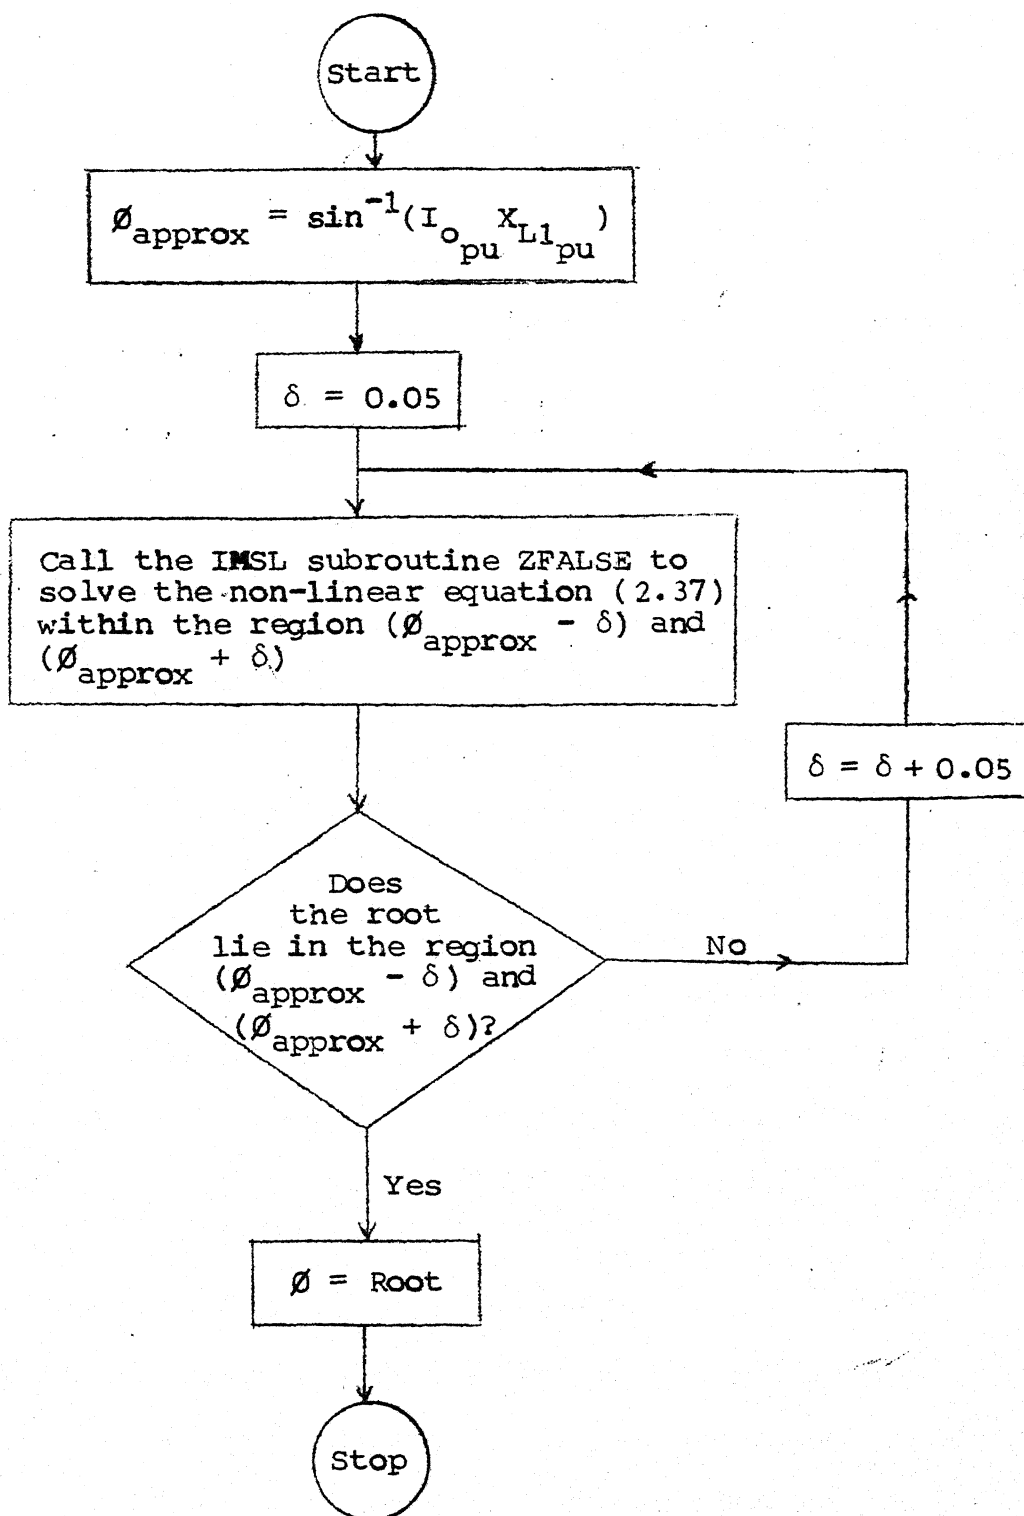 Start
Ø_approx = sin⁻¹(I_o_pu X_L1_pu)
δ = 0.05
Call the IMSL subroutine ZFALSE to
solve the non-linear equation (2.37)
within the region (Ø_approx - δ) and
(Ø_approx + δ)
δ = δ + 0.05
Does
the root
lie in the region
(Ø_approx - δ) and
(Ø_approx + δ)?
No
Yes
Ø = Root
Stop